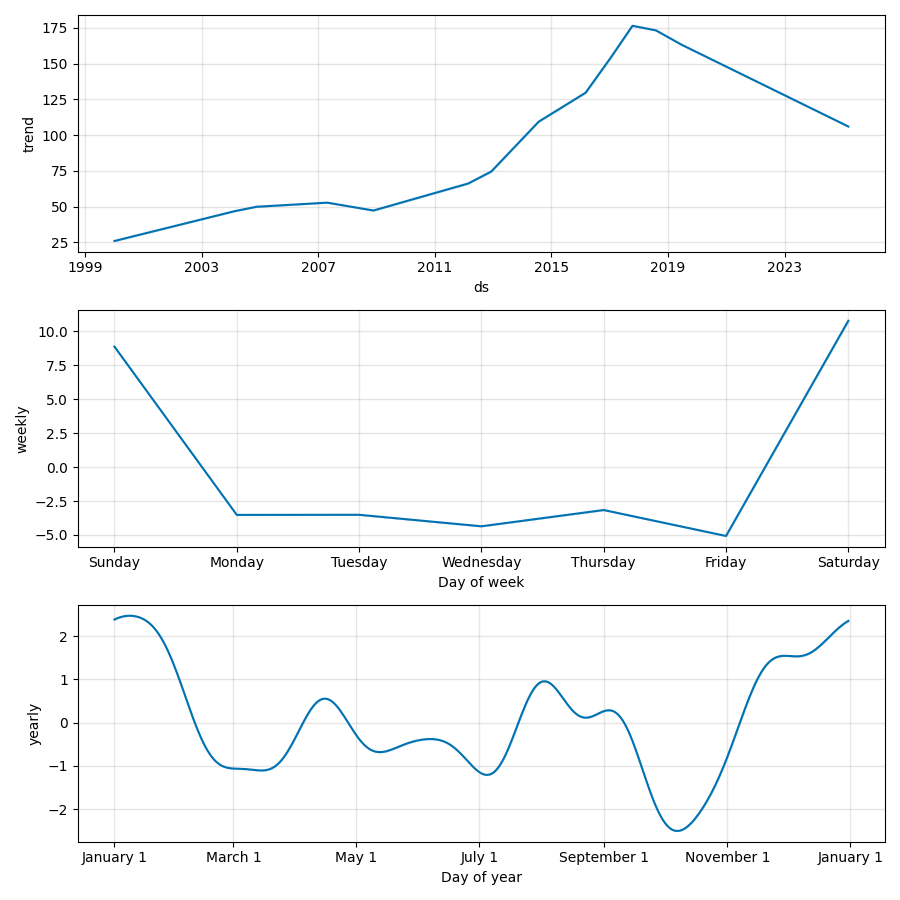 175
150
125
100
75
50
25
trend
1999 2003 2007 2011 2015 2019 2023
ds
10.0
7.5
5.0
2.5
0.0
−2.5
−5.0
weekly
Sunday Monday Tuesday Wednesday Thursday Friday Saturday
Day of week
2
1
0
−1
−2
yearly
January 1 March 1 May 1 July 1 September 1 November 1 January 1
Day of year